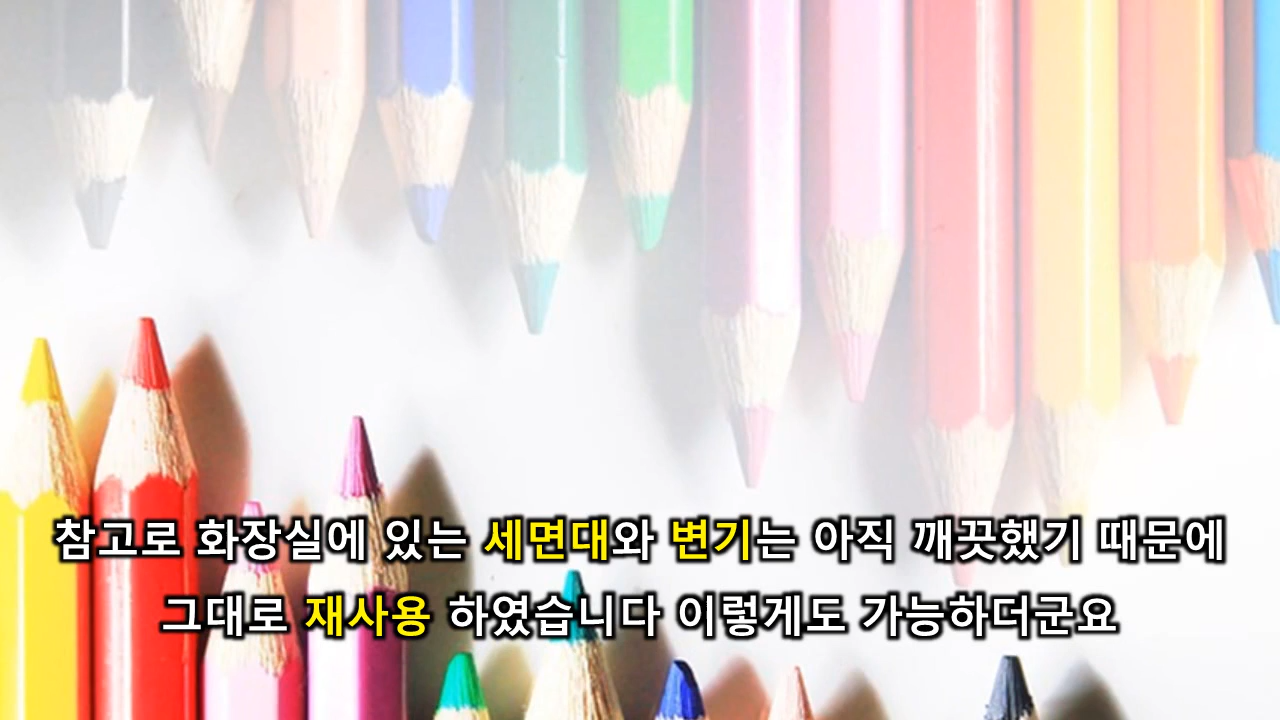 참고로 화장실에 있는 세면대와 변기는 아직 깨끗했기 때문에
그대로 재사용 하였습니다 이렇게도 가능하더군요